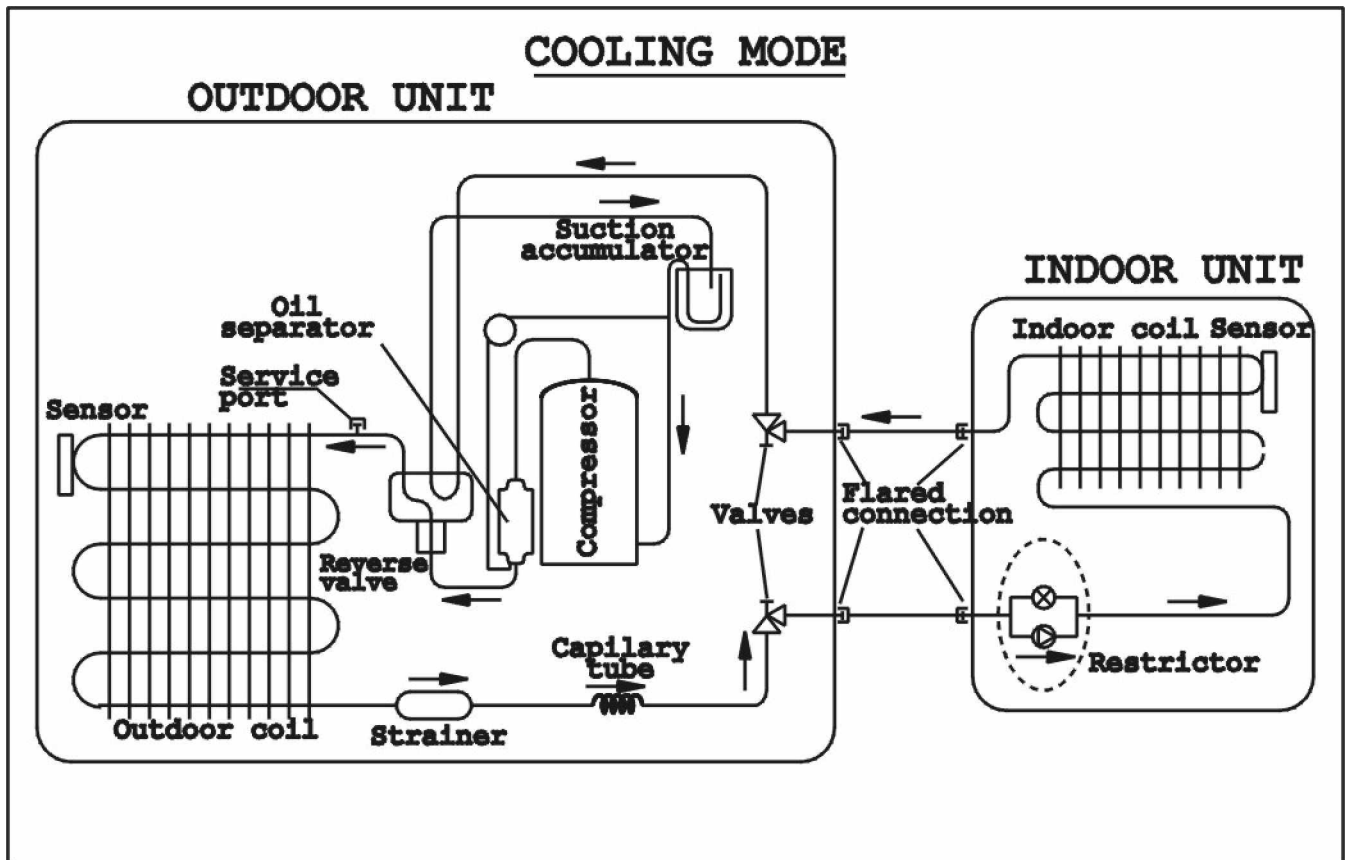 COOLING MODE
OUTDOOR UNIT
Suction
accumulator
INDOOR UNIT
Oil
separator
Indoor coil
Sensor
Service
port
Sensor
Compressor
Valves
Flared
connection
Reverse
valve
Capilary
tube
Restrictor
Outdoor coil
Strainer